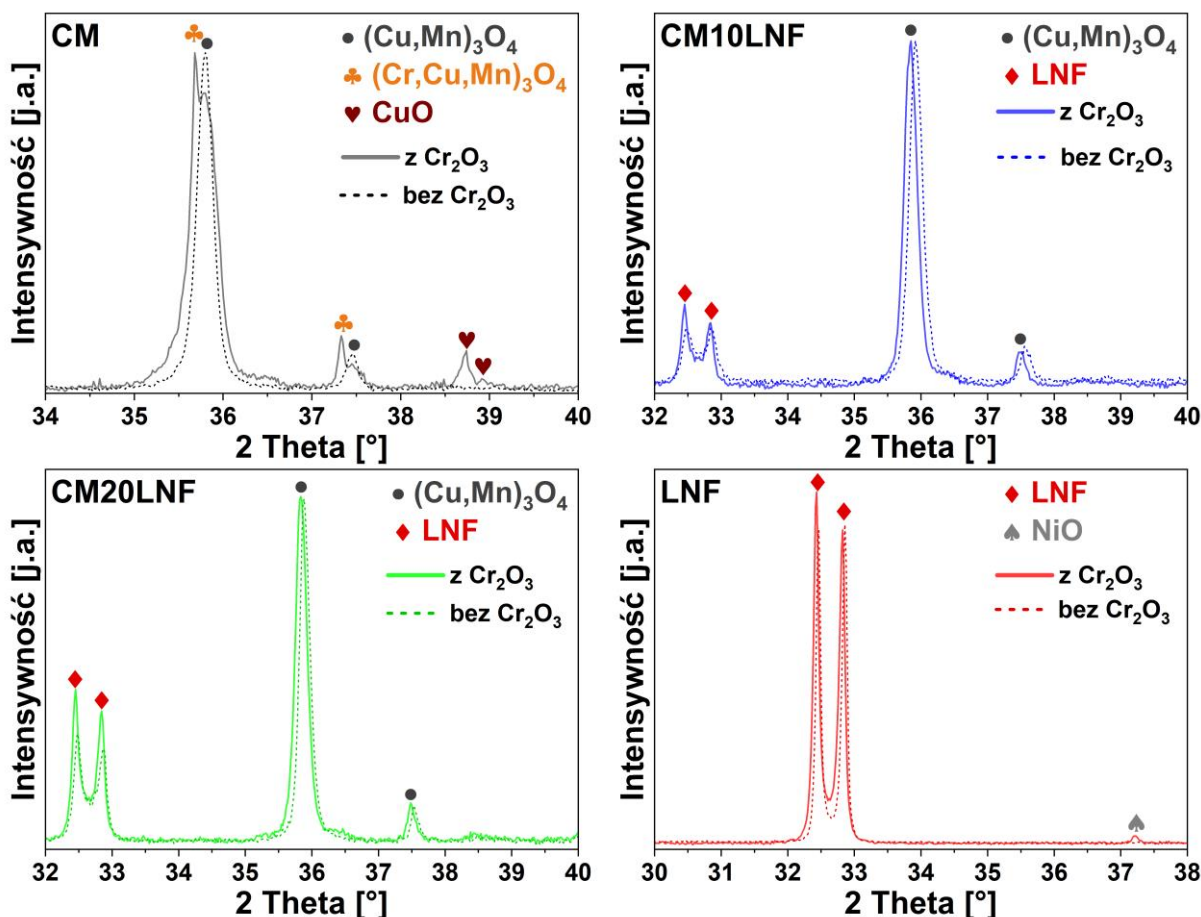 CM
● (Cu,Mn)₃O₄
♣ (Cr,Cu,Mn)₃O₄
♥ CuO
z Cr₂O₃
bez Cr₂O₃
Intensywność [j.a.]
34 35 36 37 38 39 40
2 Theta [°]
CM10LNF
● (Cu,Mn)₃O₄
♦ LNF
z Cr₂O₃
bez Cr₂O₃
Intensywność [j.a.]
32 33 34 35 36 37 38 39 40
2 Theta [°]
CM20LNF
● (Cu,Mn)₃O₄
♦ LNF
z Cr₂O₃
bez Cr₂O₃
Intensywność [j.a.]
32 33 34 35 36 37 38 39 40
2 Theta [°]
LNF
♦ LNF
♠ NiO
z Cr₂O₃
bez Cr₂O₃
Intensywność [j.a.]
30 31 32 33 34 35 36 37 38
2 Theta [°]